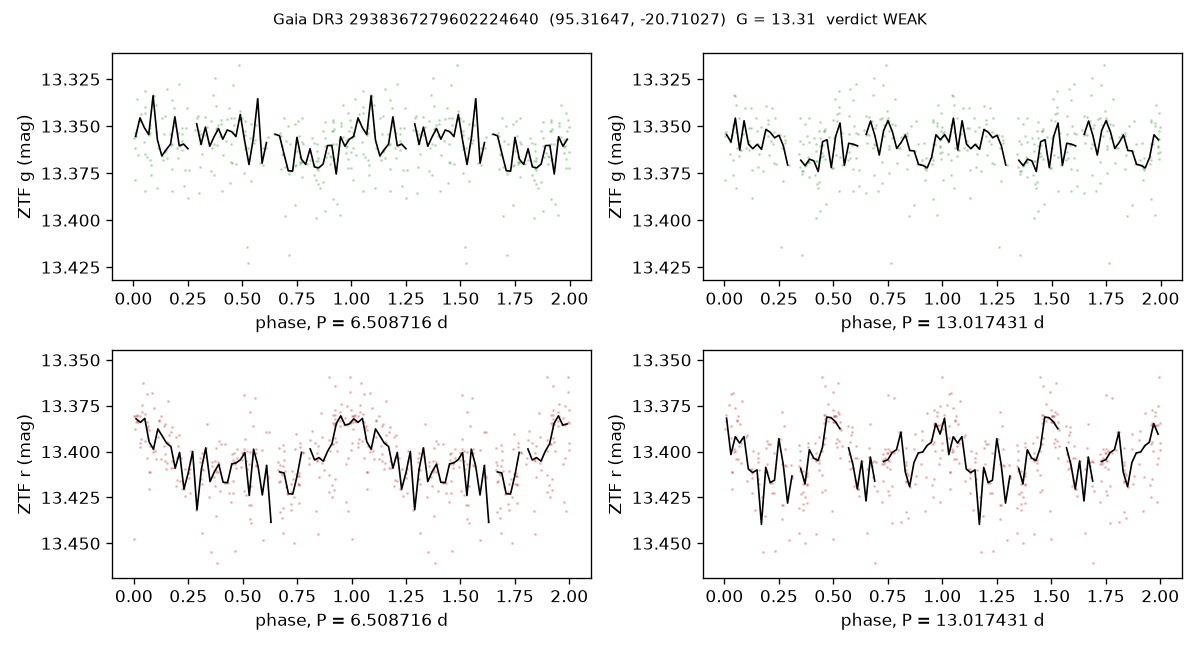 Gaia DR3 2938367279602224640  (95.31647, -20.71027)  G = 13.31  verdict WEAK
ZTF g (mag)
13.325
13.350
13.375
13.400
13.425
0.00 0.25 0.50 0.75 1.00 1.25 1.50 1.75 2.00
phase, P = 6.508716 d
ZTF g (mag)
13.325
13.350
13.375
13.400
13.425
0.00 0.25 0.50 0.75 1.00 1.25 1.50 1.75 2.00
phase, P = 13.017431 d
ZTF r (mag)
13.350
13.375
13.400
13.425
13.450
0.00 0.25 0.50 0.75 1.00 1.25 1.50 1.75 2.00
phase, P = 6.508716 d
ZTF r (mag)
13.350
13.375
13.400
13.425
13.450
0.00 0.25 0.50 0.75 1.00 1.25 1.50 1.75 2.00
phase, P = 13.017431 d